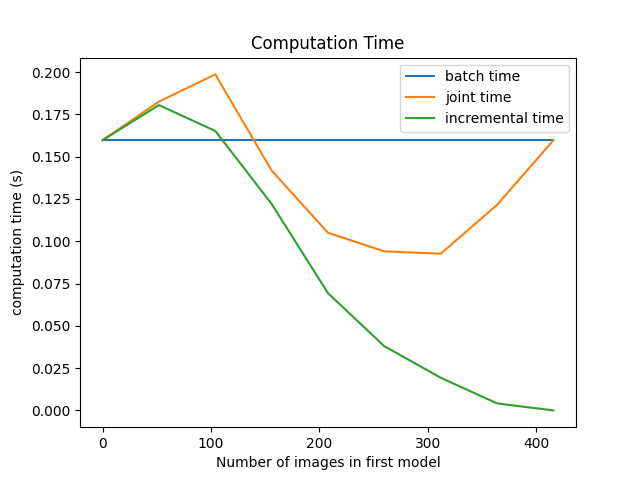 Computation Time
batch time
joint time
incremental time
computation time (s)
0.200
0.175
0.150
0.125
0.100
0.075
0.050
0.025
0.000
0 100 200 300 400
Number of images in first model